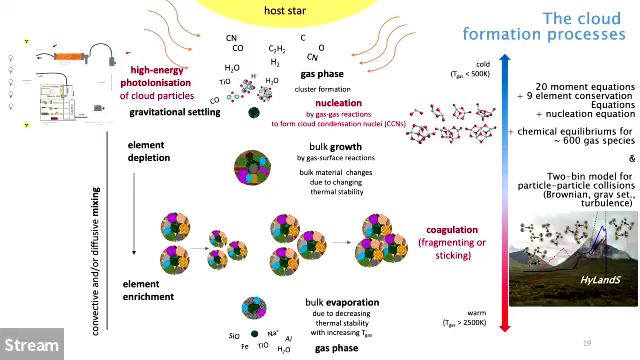 host star
The cloud
formation processes
CN
CO
C
C₂H₂
O
CN
H₂
H₂O
TiO
H₂O
CO
gas phase
cluster formation
high-energy
photoionisation
of cloud particles
gravitational settling
nucleation
by gas-gas reactions
to form cloud condensation nuclei (CCNs)
cold
(Tgas < 500K)
20 moment equations
+ 9 element conservation
Equations
+ nucleation equation
+ chemical equilibriums for
~ 600 gas species
&
Two-bin model for
particle-particle collisions
(Brownian, grav set.,
turbulence)
element
depletion
bulk growth
by gas-surface reactions
bulk material changes
due to changing
thermal stability
convective and/or diffusive mixing
coagulation
(fragmenting or
sticking)
HyLandS
element
enrichment
bulk evaporation
due to decreasing
thermal stability
with increasing Tgas
warm
(Tgas > 2500K)
SiO
Na⁺
Al
Fe
TiO
H₂O
gas phase
Stream
19